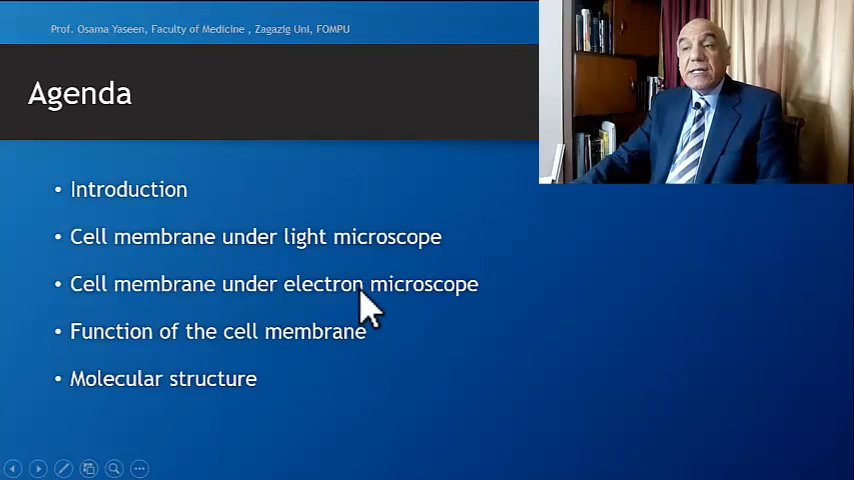 Prof. Osama Yaseen, Faculty of Medicine , Zagazig Uni, FOMPU
Agenda
• Introduction
• Cell membrane under light microscope
• Cell membrane under electron microscope
• Function of the cell membrane
• Molecular structure